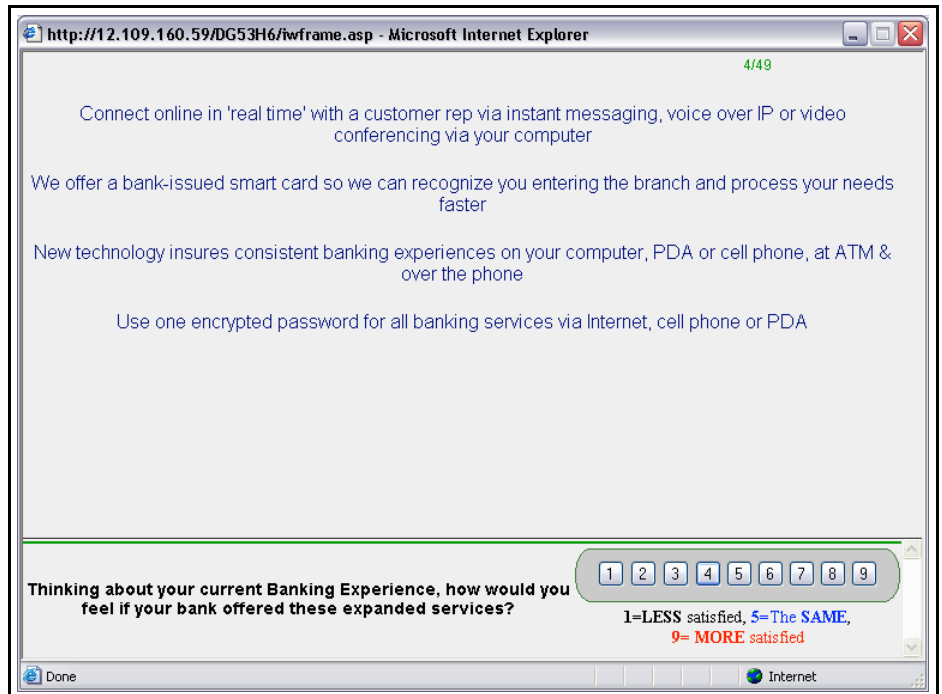 http://12.109.160.59/DG53H6/iwframe.asp - Microsoft Internet Explorer
4/49
Connect online in 'real time' with a customer rep via instant messaging, voice over IP or video
conferencing via your computer
We offer a bank-issued smart card so we can recognize you entering the branch and process your needs
faster
New technology insures consistent banking experiences on your computer, PDA or cell phone, at ATM &
over the phone
Use one encrypted password for all banking services via Internet, cell phone or PDA
Thinking about your current Banking Experience, how would you
feel if your bank offered these expanded services?
1 2 3 4 5 6 7 8 9
1=LESS satisfied, 5=The SAME,
9= MORE satisfied
Done
Internet